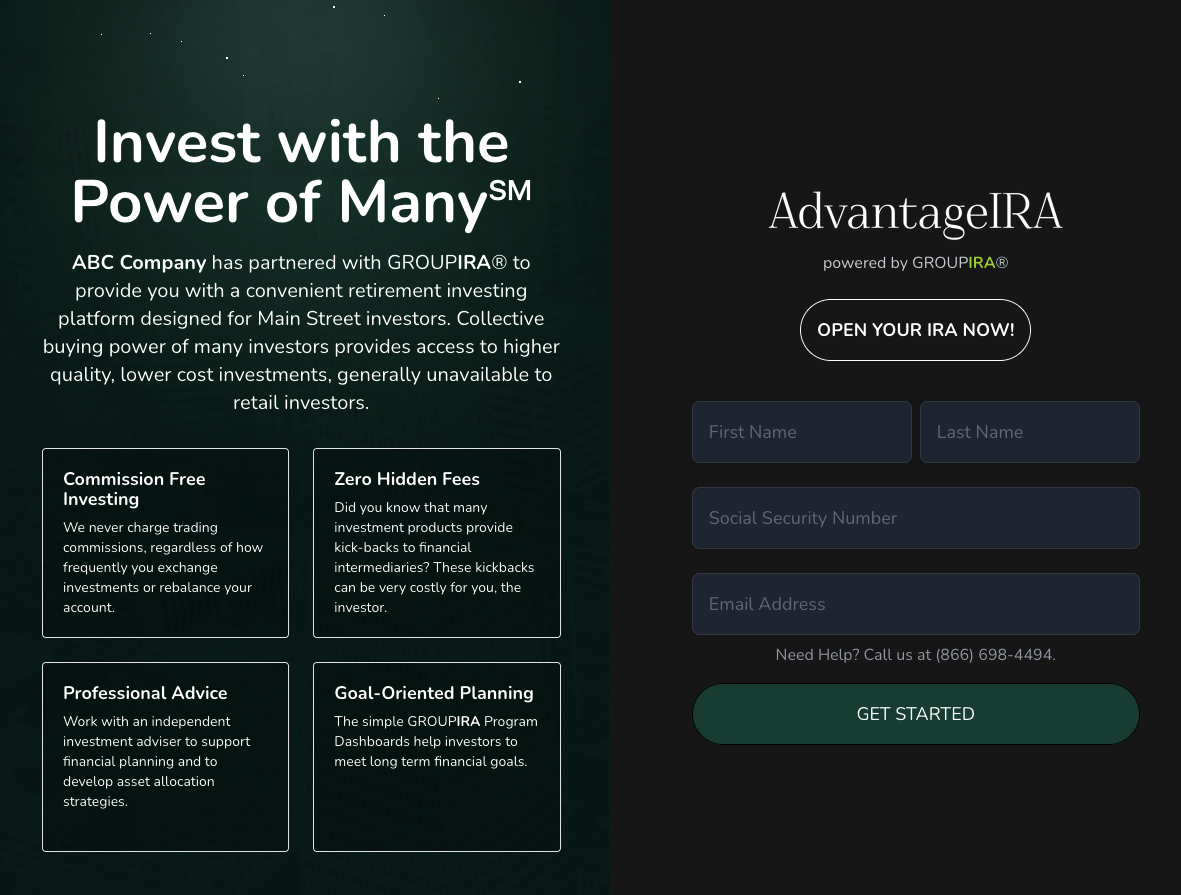 Invest with the
Power of Many℠
ABC Company has partnered with GROUPIRA® to
provide you with a convenient retirement investing
platform designed for Main Street investors. Collective
buying power of many investors provides access to higher
quality, lower cost investments, generally unavailable to
retail investors.
Commission Free
Investing
We never charge trading
commissions, regardless of how
frequently you exchange
investments or rebalance your
account.
Zero Hidden Fees
Did you know that many
investment products provide
kick-backs to financial
intermediaries? These kickbacks
can be very costly for you, the
investor.
Professional Advice
Work with an independent
investment adviser to support
financial planning and to
develop asset allocation
strategies.
Goal-Oriented Planning
The simple GROUPIRA Program
Dashboards help investors to
meet long term financial goals.
AdvantageIRA
powered by GROUPIRA®
OPEN YOUR IRA NOW!
First Name
Last Name
Social Security Number
Email Address
Need Help? Call us at (866) 698-4494.
GET STARTED